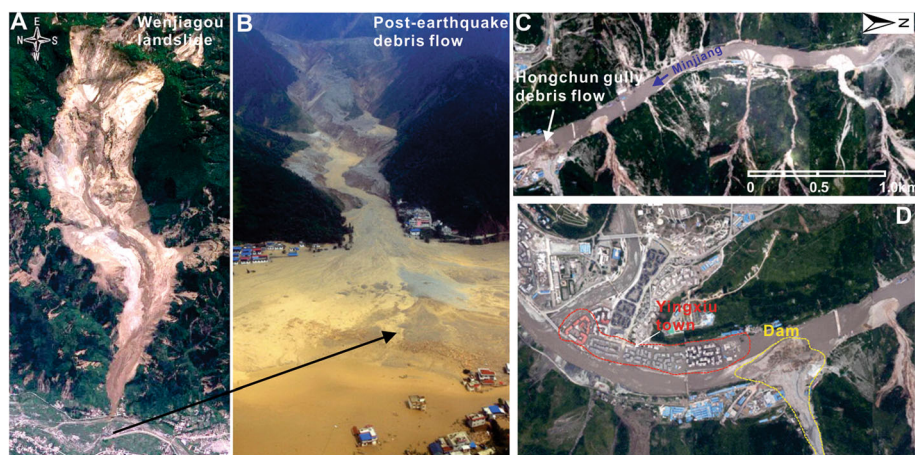 A
Wenjiagou
landslide
E
N
S
W
B
Post-earthquake
debris flow
C
N
Minjiang
Hongchun gully
debris flow
0
0.5
1.0km
D
Yingxiu
town
Dam